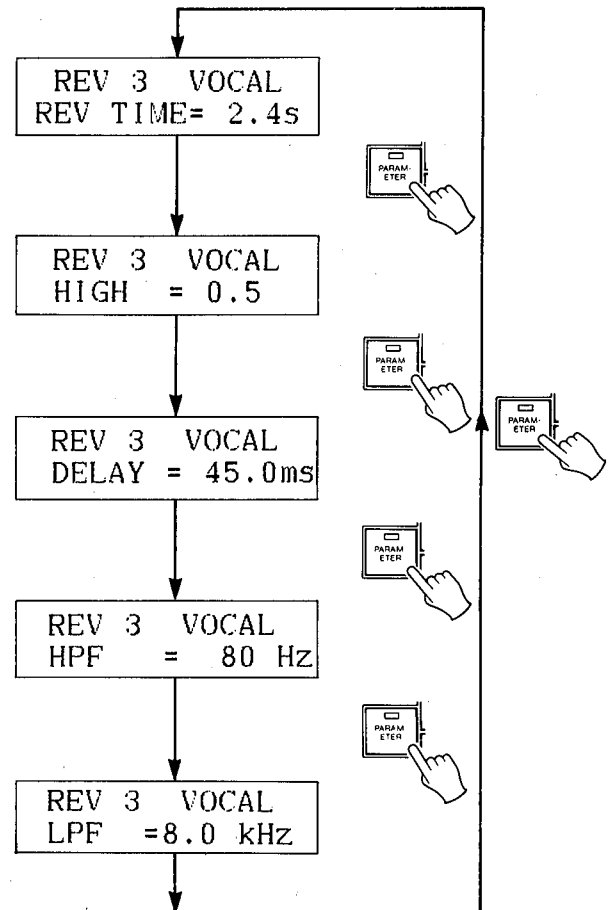 REV 3 VOCAL
REV TIME= 2.4s
PARAM-
ETER
REV 3 VOCAL
HIGH = 0.5
PARAM
ETER
PARAM-
ETER
REV 3 VOCAL
DELAY = 45.0ms
PARAM
ETER
REV 3 VOCAL
HPF = 80 Hz
PARAM
ETER
REV 3 VOCAL
LPF =8.0 kHz